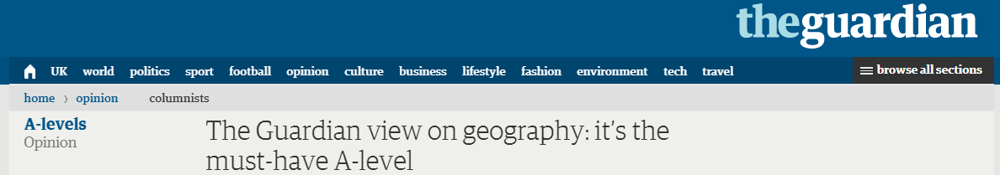 theguardian
UK world politics sport football opinion culture business lifestyle fashion environment tech travel browse all sections
home › opinion columnists
A-levels
Opinion
The Guardian view on geography: it's the
must-have A-level